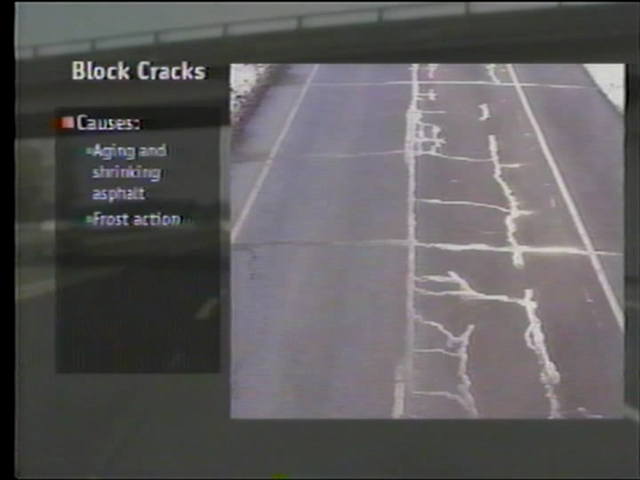 Block Cracks
Causes:
Aging and
shrinking
asphalt
Frost action